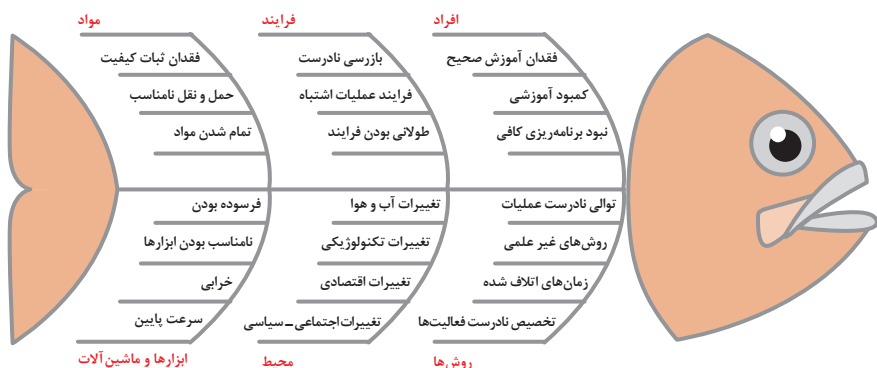 افراد
فقدان آموزش صحیح
کمبود آموزشی
نبود برنامه‌ریزی کافی
فرایند
بازرسی نادرست
فرایند عملیات اشتباه
طولانی بودن فرایند
مواد
فقدان ثبات کیفیت
حمل و نقل نامناسب
تمام شدن مواد
توالی نادرست عملیات
روش‌های غیر علمی
زمان‌های اتلاف شده
تخصیص نادرست فعالیت‌ها
روش‌ها
تغییرات آب و هوا
تغییرات تکنولوژیکی
تغییرات اقتصادی
تغییرات اجتماعی ـ سیاسی
محیط
فرسوده بودن
نامناسب بودن ابزارها
خرابی
سرعت پایین
ابزارها و ماشین آلات